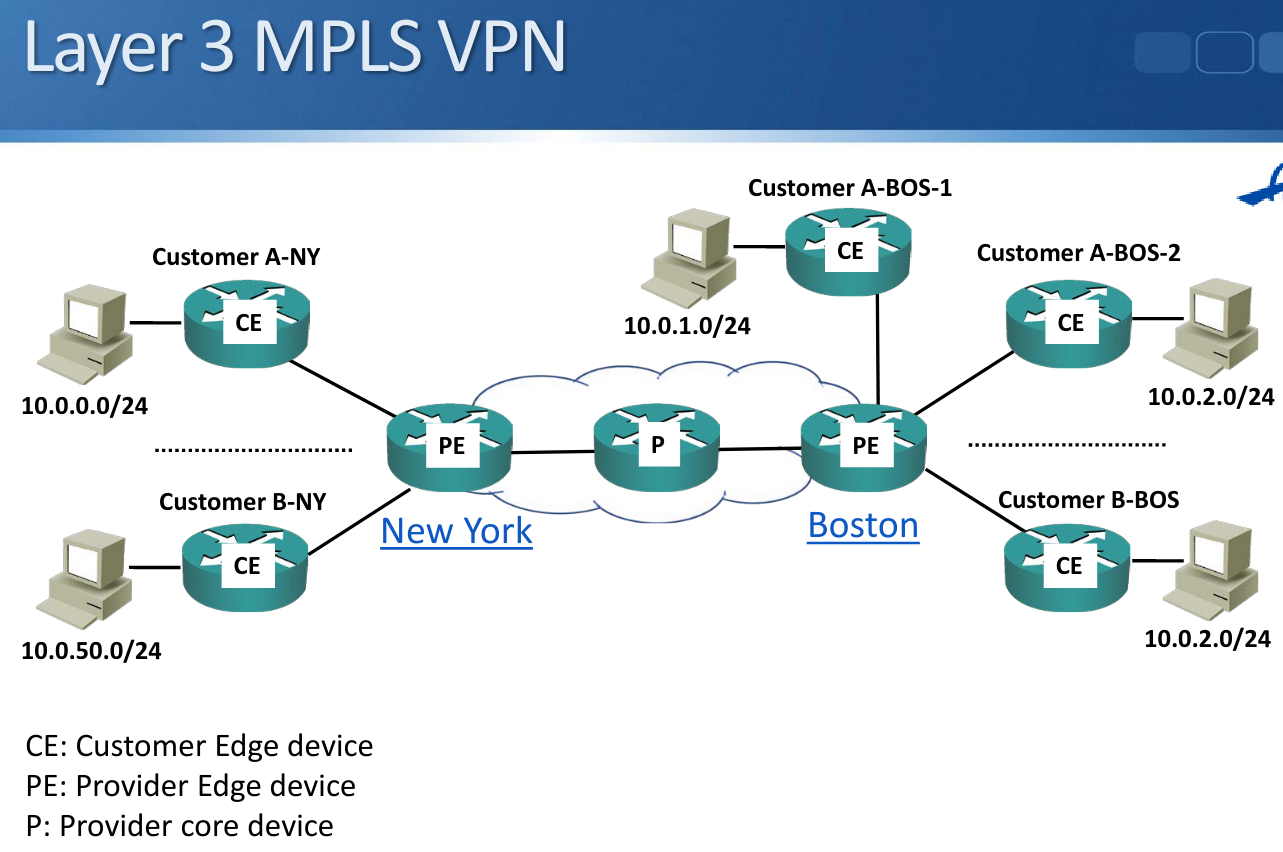 Layer 3 MPLS VPN
Customer A-BOS-1
CE
10.0.1.0/24
Customer A-NY
CE
10.0.0.0/24
Customer A-BOS-2
CE
10.0.2.0/24
PE
P
PE
New York
Boston
Customer B-NY
CE
10.0.50.0/24
Customer B-BOS
CE
10.0.2.0/24
CE: Customer Edge device
PE: Provider Edge device
P: Provider core device